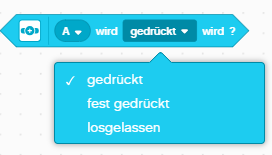 A wird gedrückt wird ?
gedrückt
fest gedrückt
losgelassen